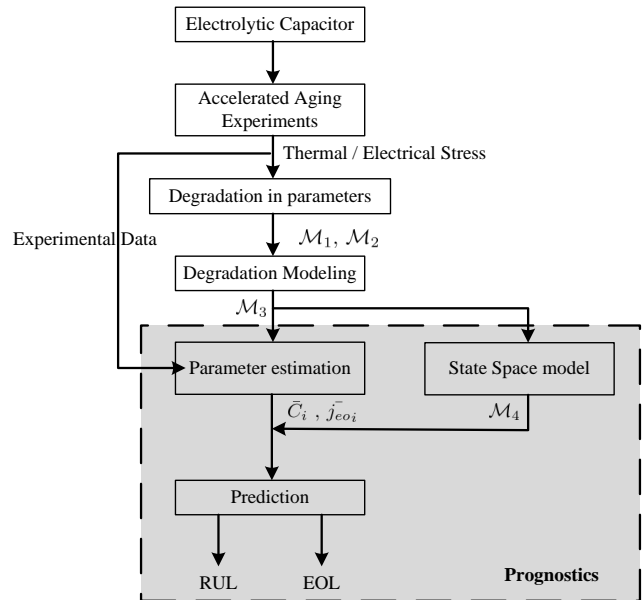 Electrolytic Capacitor
Accelerated Aging
Experiments
Thermal / Electrical Stress
Degradation in parameters
Experimental Data
ℳ₁, ℳ₂
Degradation Modeling
ℳ₃
Parameter estimation
State Space model
C̄ᵢ , j̄ₑₒᵢ
ℳ₄
Prediction
RUL
EOL
Prognostics